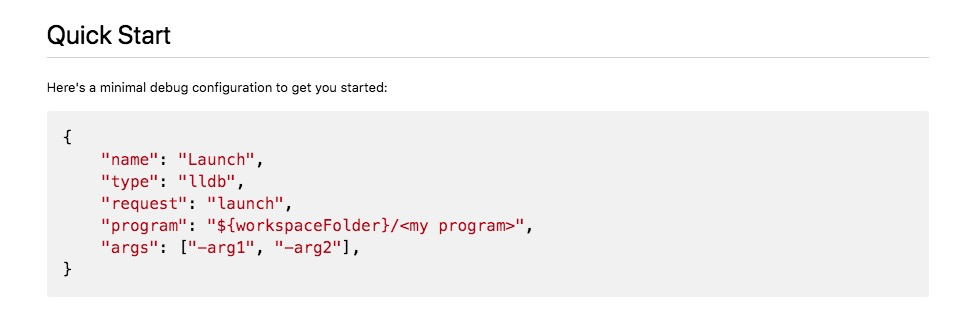 Quick Start
Here's a minimal debug configuration to get you started:
{
    "name": "Launch",
    "type": "lldb",
    "request": "launch",
    "program": "${workspaceFolder}/<my program>",
    "args": ["-arg1", "-arg2"],
}